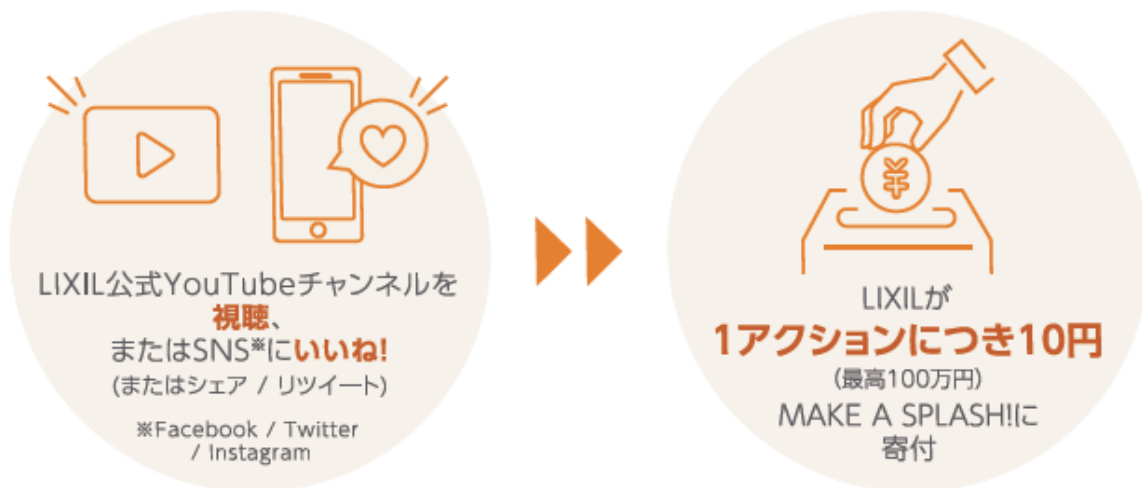 LIXIL公式YouTubeチャンネルを
視聴、
またはSNS※にいいね!
(またはシェア / リツイート)
※Facebook / Twitter
/ Instagram
LIXILが
1アクションにつき10円
(最高100万円)
MAKE A SPLASH!に
寄付